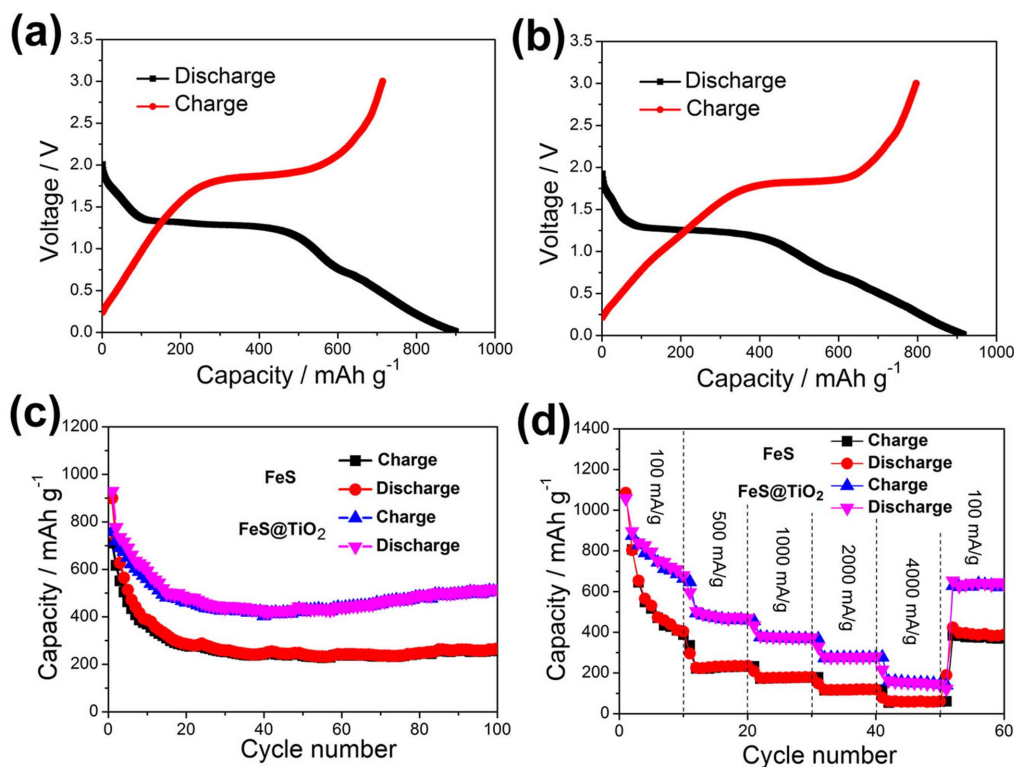 (a)
3.5
3.0
2.5
2.0
1.5
1.0
0.5
0.0
Voltage / V
Discharge
Charge
0 200 400 600 800 1000
Capacity / mAh g⁻¹
(b)
3.5
3.0
2.5
2.0
1.5
1.0
0.5
0.0
Voltage / V
Discharge
Charge
0 200 400 600 800 1000
Capacity / mAh g⁻¹
(c)
1200
1000
800
600
400
200
0
Capacity / mAh g⁻¹
FeS
FeS@TiO₂
Charge
Discharge
Charge
Discharge
0 20 40 60 80 100
Cycle number
(d)
1400
1200
1000
800
600
400
200
0
Capacity / mAh g⁻¹
FeS
FeS@TiO₂
Charge
Discharge
Charge
Discharge
100 mA/g
500 mA/g
1000 mA/g
2000 mA/g
4000 mA/g
100 mA/g
0 10 20 30 40 50 60
Cycle number